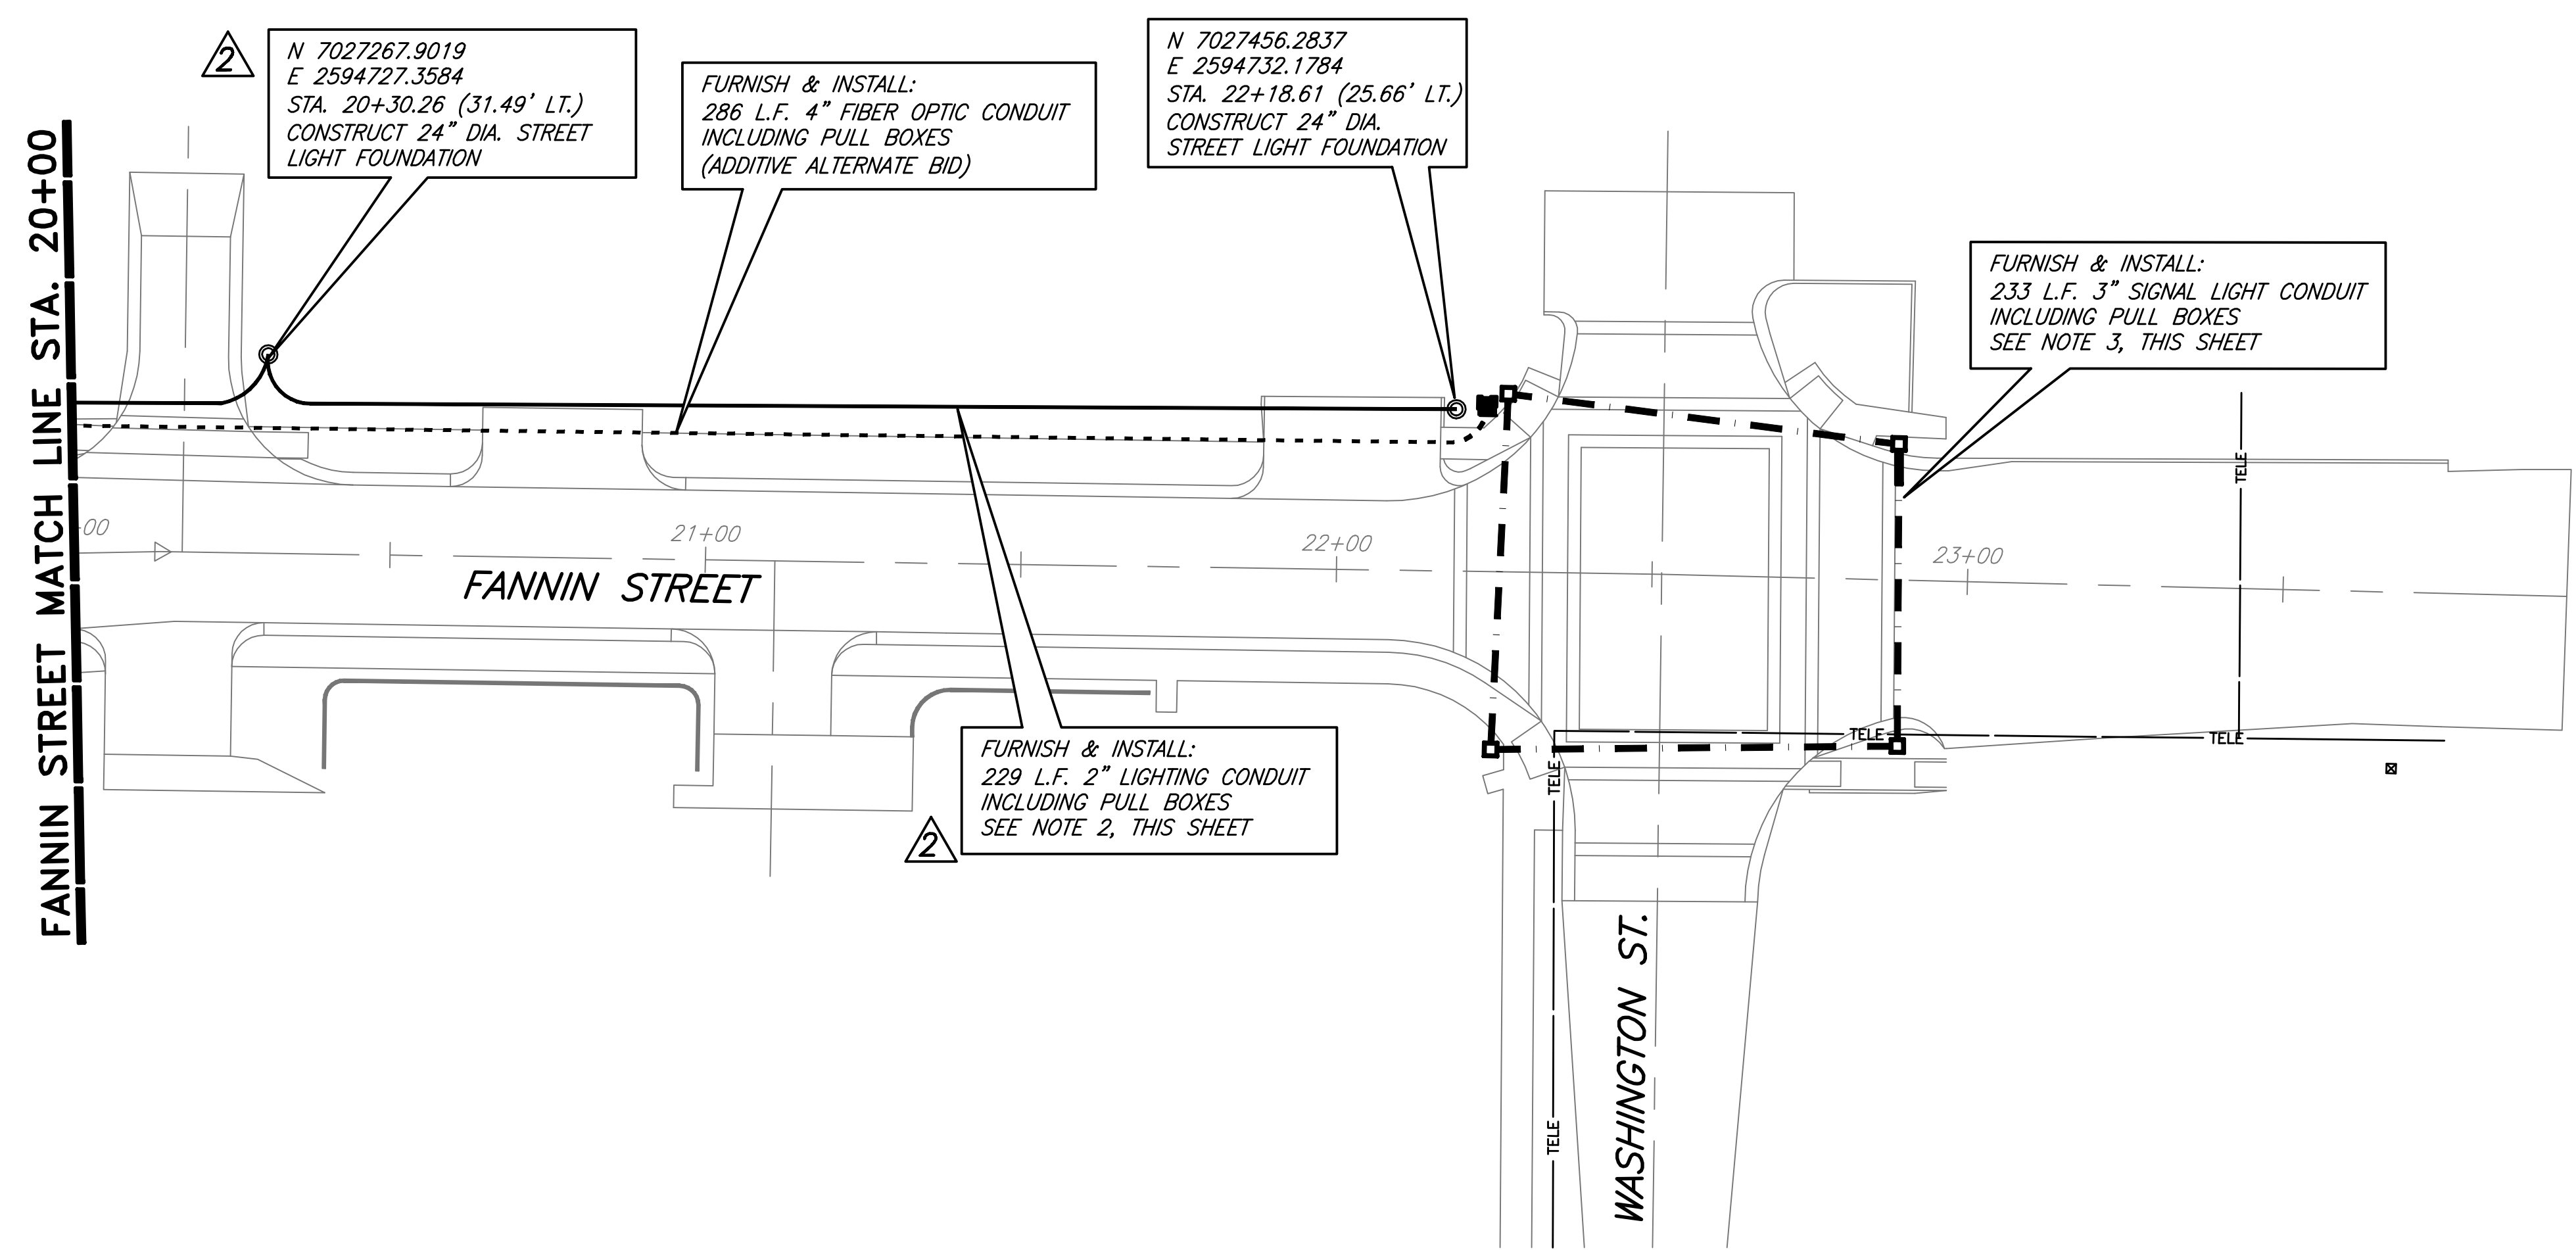 2
N 7027267.9019
E 2594727.3584
STA. 20+30.26 (31.49' LT.)
CONSTRUCT 24" DIA. STREET
LIGHT FOUNDATION
FURNISH & INSTALL:
286 L.F. 4" FIBER OPTIC CONDUIT
INCLUDING PULL BOXES
(ADDITIVE ALTERNATE BID)
N 7027456.2837
E 2594732.1784
STA. 22+18.61 (25.66' LT.)
CONSTRUCT 24" DIA.
STREET LIGHT FOUNDATION
FURNISH & INSTALL:
233 L.F. 3" SIGNAL LIGHT CONDUIT
INCLUDING PULL BOXES
SEE NOTE 3, THIS SHEET
FANNIN STREET MATCH LINE STA. 20+00
-00
21+00
22+00
23+00
FANNIN STREET
TELE
TELE
TELE
TELE
TELE
FURNISH & INSTALL:
229 L.F. 2" LIGHTING CONDUIT
INCLUDING PULL BOXES
SEE NOTE 2, THIS SHEET
2
WASHINGTON ST.